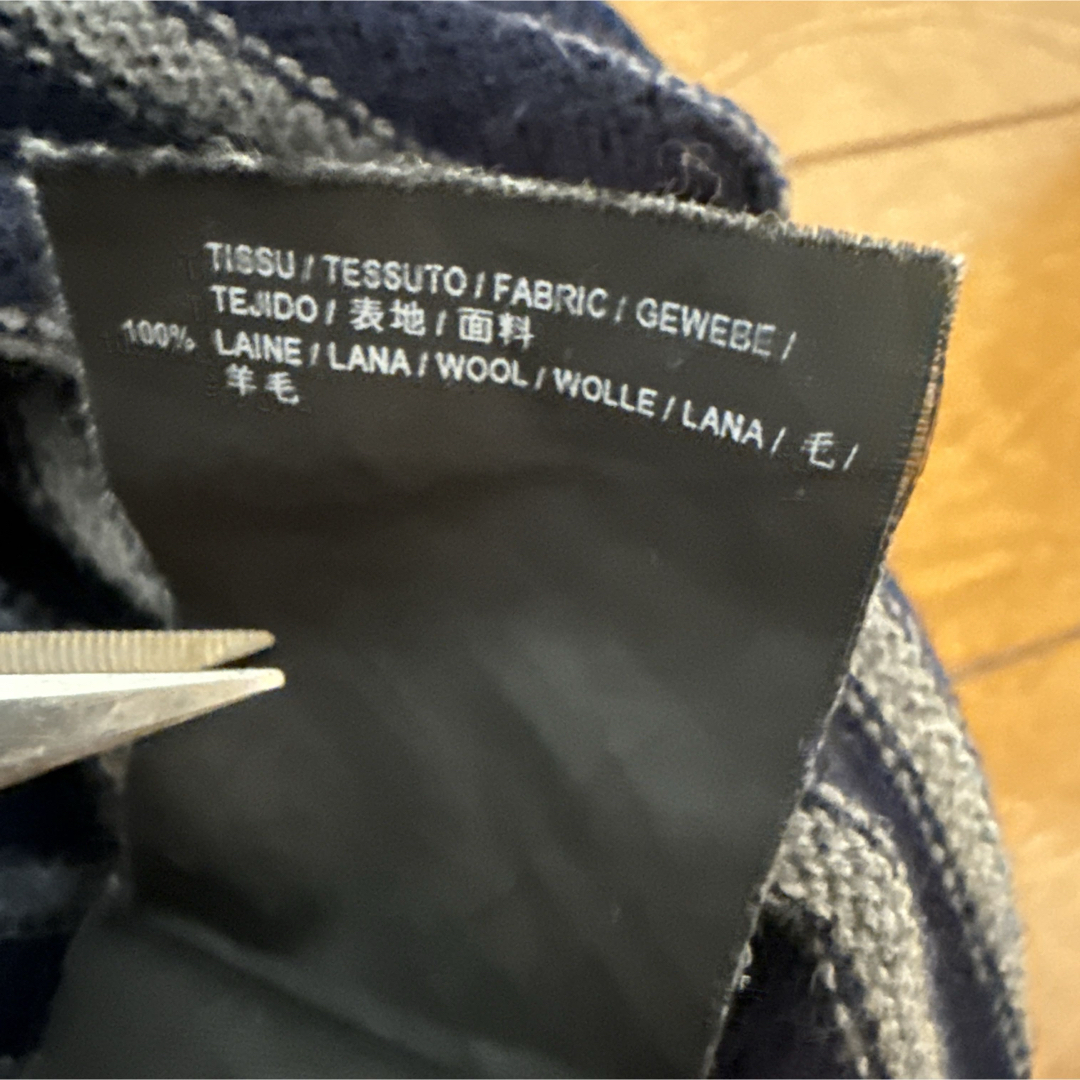 TISSU / TESSUTO / FABRIC / GEWEBE /
TEJIDO / 表地 / 面料
100% LAINE / LANA / WOOL / WOLLE / LANA / 毛 /
羊毛